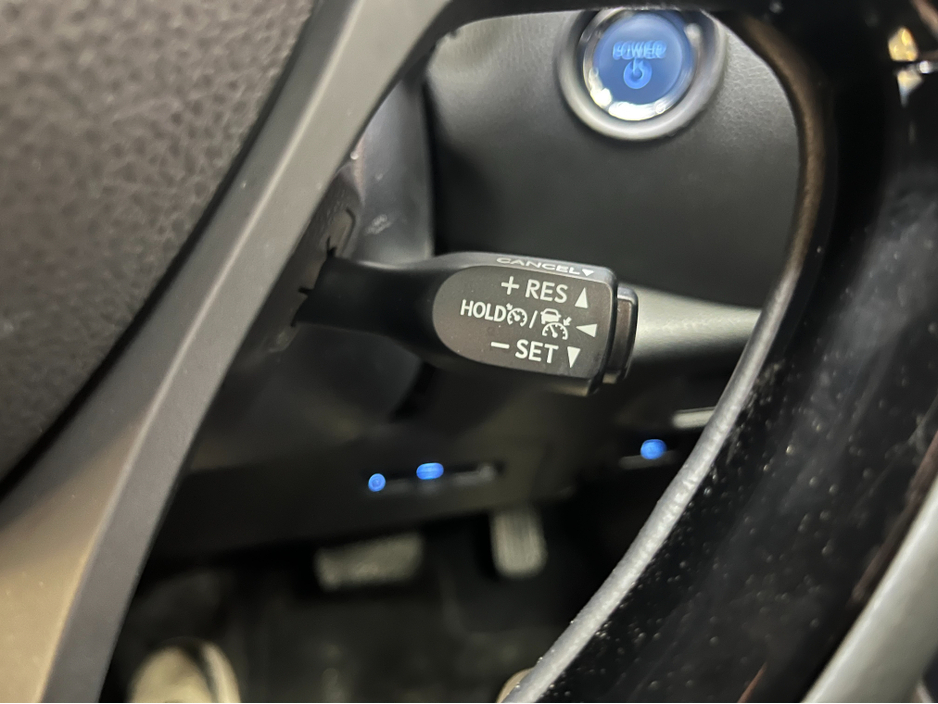 POWER
CANCEL▼
+ RES ▲
HOLD / ◀
− SET ▼